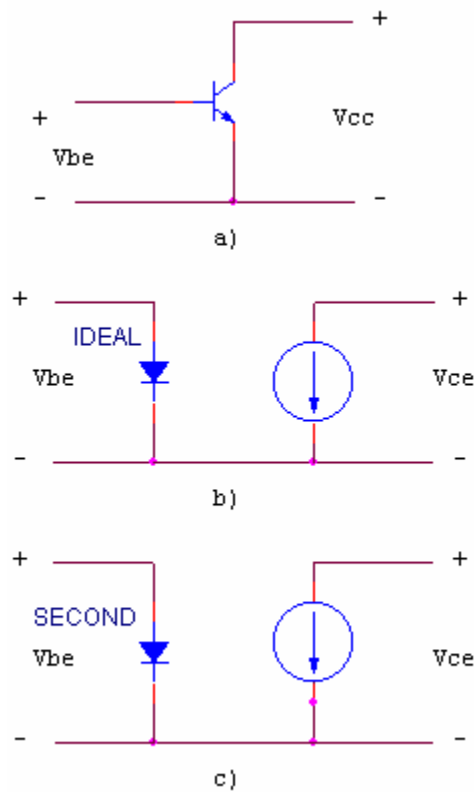 +
+ Vcc
Vbe
- -
a)
+ +
IDEAL
Vbe Vce
- -
b)
+ +
SECOND
Vbe Vce
- -
c)